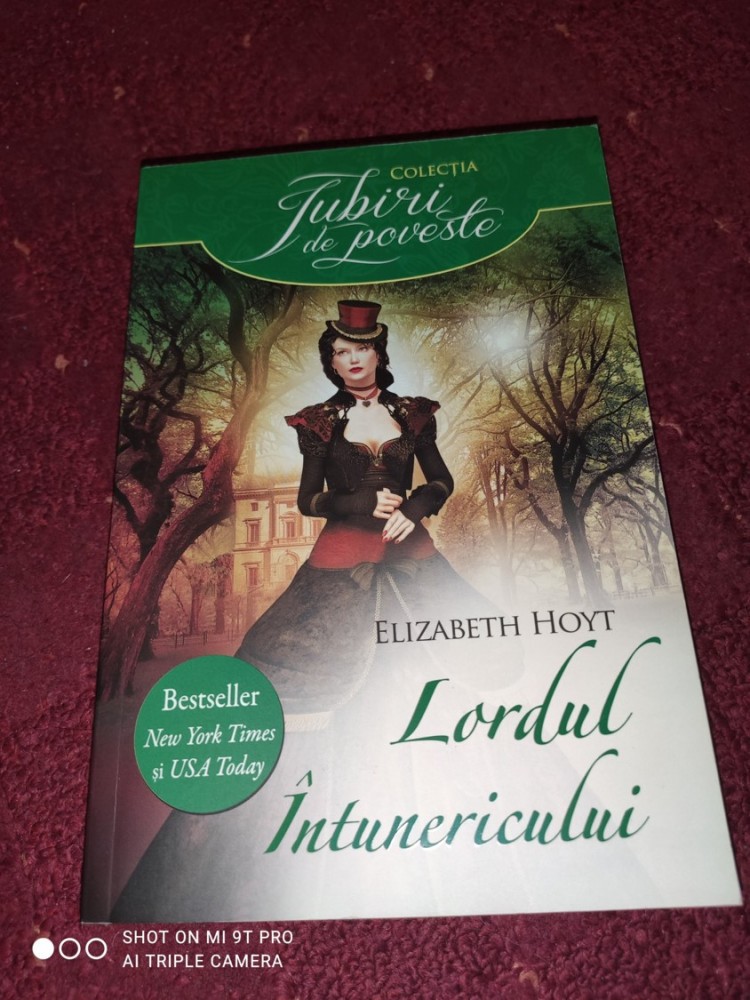 COLECȚIA
Iubiri
de poveste
ELIZABETH HOYT
Lordul
Întunericului
Bestseller
New York Times
și USA Today
SHOT ON MI 9T PRO
AI TRIPLE CAMERA